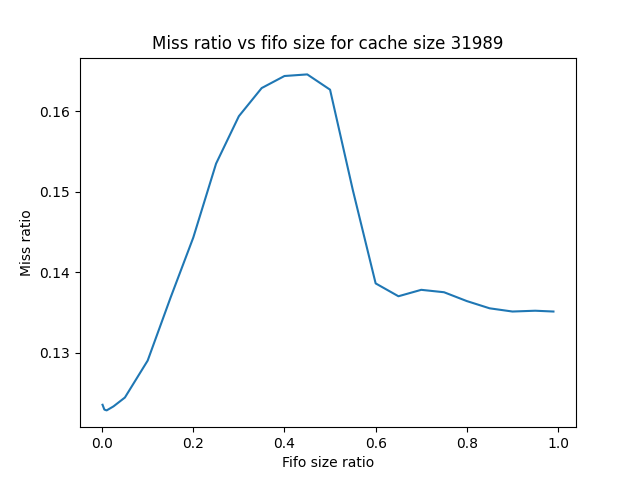 Miss ratio vs fifo size for cache size 31989
Miss ratio
0.16
0.15
0.14
0.13
0.0 0.2 0.4 0.6 0.8 1.0
Fifo size ratio